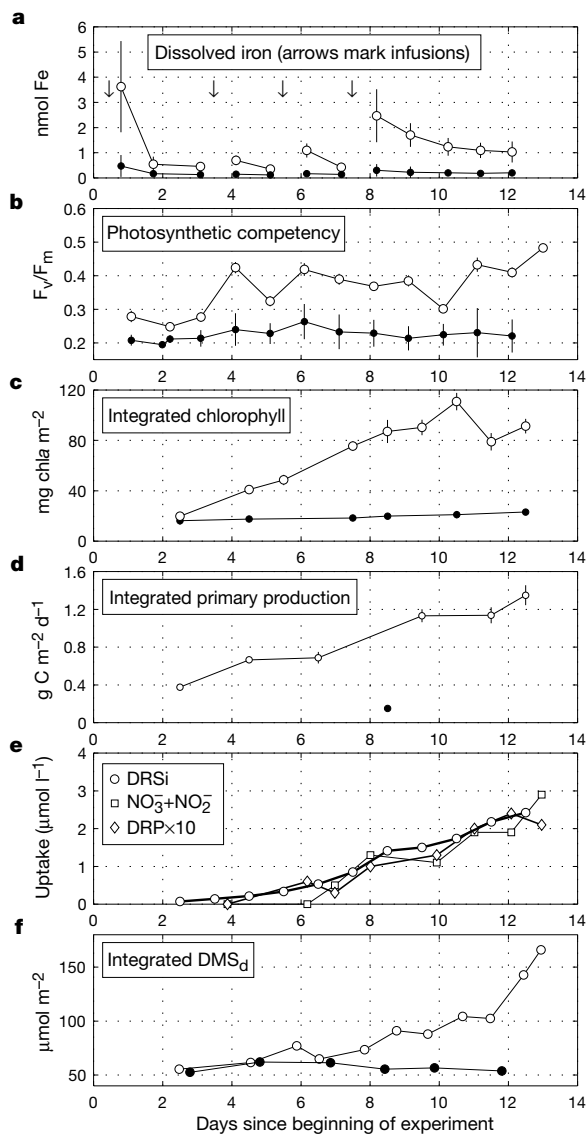 a
Dissolved iron (arrows mark infusions)
nmol Fe
6
5
4
3
2
1
0
0 2 4 6 8 10 12 14
b
Photosynthetic competency
Fv/Fm
0.6
0.5
0.4
0.3
0.2
0 2 4 6 8 10 12 14
c
Integrated chlorophyll
mg chla m⁻²
120
80
40
0
0 2 4 6 8 10 12 14
d
Integrated primary production
g C m⁻² d⁻¹
1.6
1.2
0.8
0.4
0
0 2 4 6 8 10 12 14
e
DRSi
NO₃⁻+NO₂⁻
DRP×10
Uptake (μmol l⁻¹)
4
3
2
1
0
0 2 4 6 8 10 12 14
f
Integrated DMSd
μmol m⁻²
150
100
50
0 2 4 6 8 10 12 14
Days since beginning of experiment